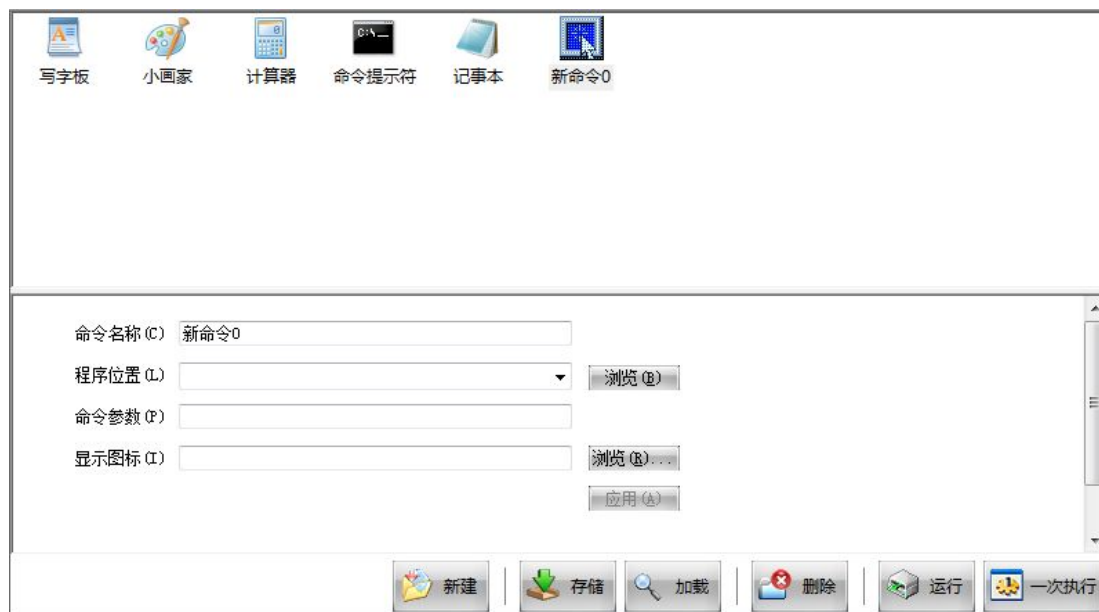 写字板 小画家 计算器 命令提示符 记事本 新命令0
命令名称(C) 新命令0
程序位置(L) 浏览(B)
命令参数(P)
显示图标(I) 浏览(R)...
应用(A)
新建 存储 加载 删除 运行 一次执行